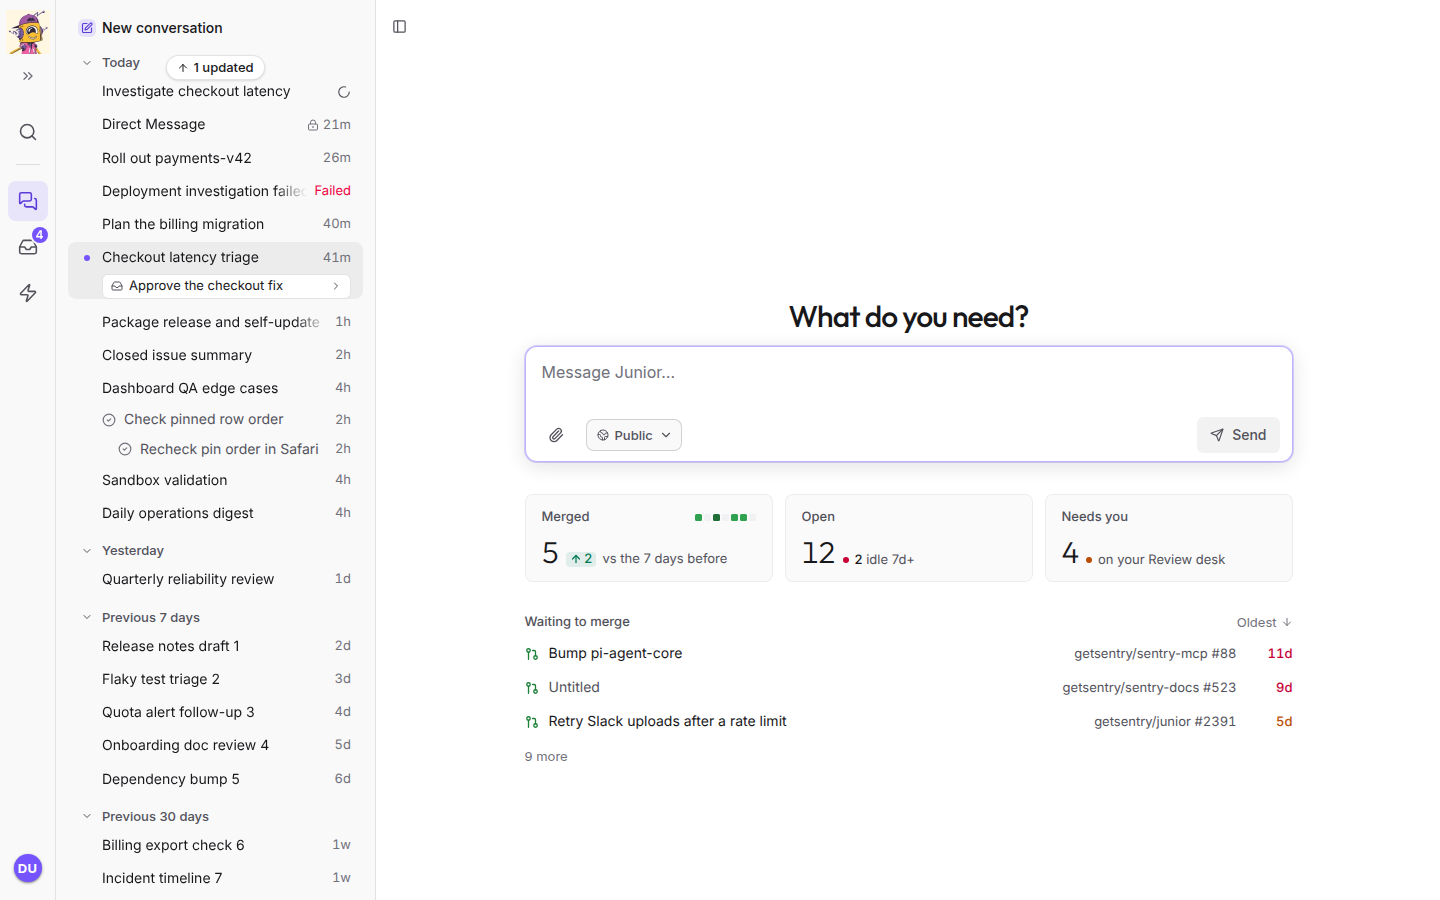 New conversation
Today
1 updated
Investigate checkout latency
Direct Message 21m
Roll out payments-v42 26m
Deployment investigation failed Failed
Plan the billing migration 40m
4
Checkout latency triage 41m
Approve the checkout fix
Package release and self-update 1h
Closed issue summary 2h
Dashboard QA edge cases 4h
Check pinned row order 2h
Recheck pin order in Safari 2h
Sandbox validation 4h
Daily operations digest 4h
Yesterday
Quarterly reliability review 1d
Previous 7 days
Release notes draft 1 2d
Flaky test triage 2 3d
Quota alert follow-up 3 4d
Onboarding doc review 4 5d
Dependency bump 5 6d
Previous 30 days
Billing export check 6 1w
Incident timeline 7 1w
DU
What do you need?
Message Junior...
Public
Send
Merged
5 2 vs the 7 days before
Open
12 2 idle 7d+
Needs you
4 on your Review desk
Waiting to merge Oldest
Bump pi-agent-core getsentry/sentry-mcp #88 11d
Untitled getsentry/sentry-docs #523 9d
Retry Slack uploads after a rate limit getsentry/junior #2391 5d
9 more